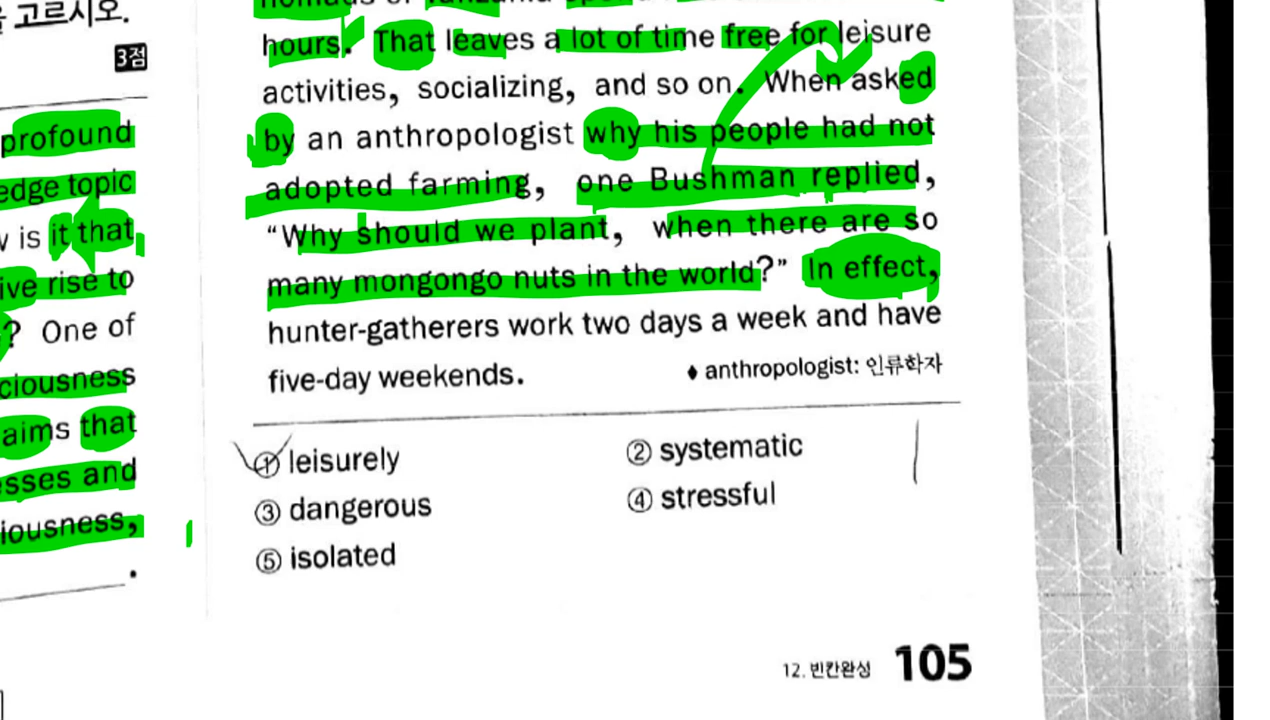 고르시오.
3점
profound
edge topic
is it that
ive rise to
? One of
ciousness
aims that
esses and
iousness,
.
hours. That leaves a lot of time free for leisure
activities, socializing, and so on. When asked
by an anthropologist why his people had not
adopted farming, one Bushman replied,
“Why should we plant, when there are so
many mongongo nuts in the world?” In effect,
hunter-gatherers work two days a week and have
five-day weekends.
♦ anthropologist: 인류학자
① leisurely
② systematic
③ dangerous
④ stressful
⑤ isolated
12. 빈칸완성 105